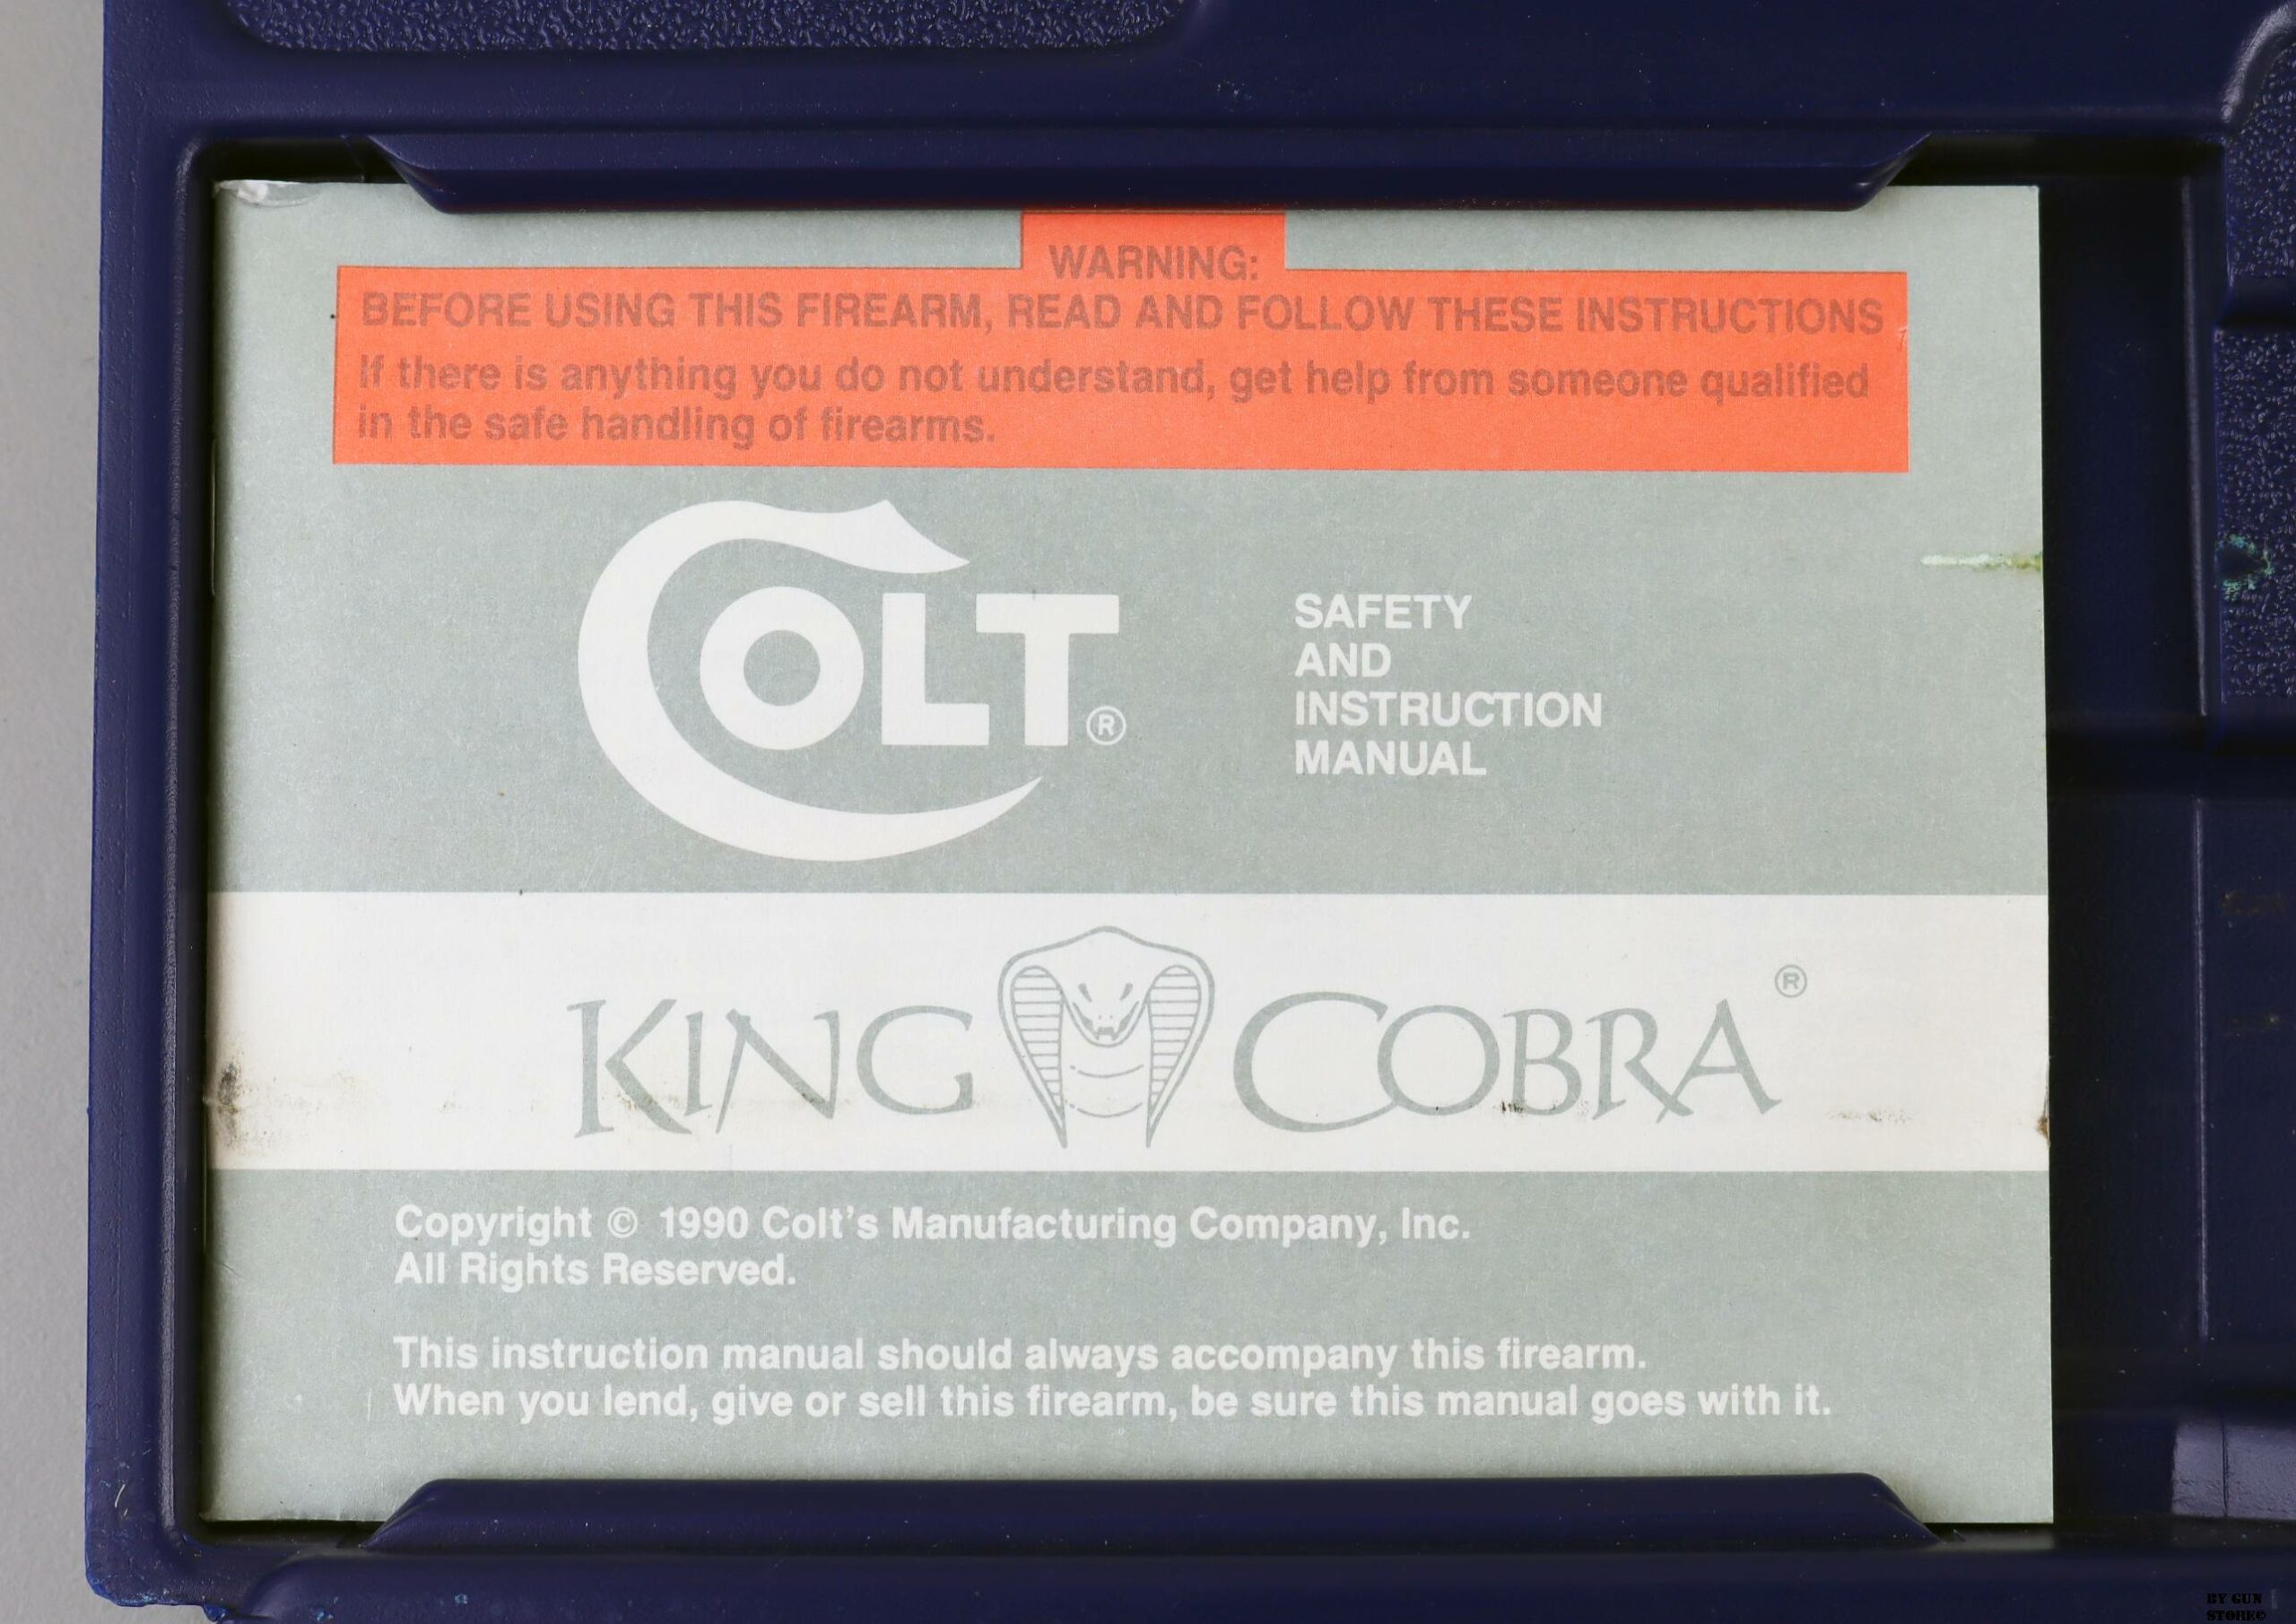 WARNING:
BEFORE USING THIS FIREARM, READ AND FOLLOW THESE INSTRUCTIONS
If there is anything you do not understand, get help from someone qualified
in the safe handling of firearms.
COLT®
SAFETY
AND
INSTRUCTION
MANUAL
KING COBRA®
Copyright © 1990 Colt's Manufacturing Company, Inc.
All Rights Reserved.
This instruction manual should always accompany this firearm.
When you lend, give or sell this firearm, be sure this manual goes with it.
BY GUN
STORE©